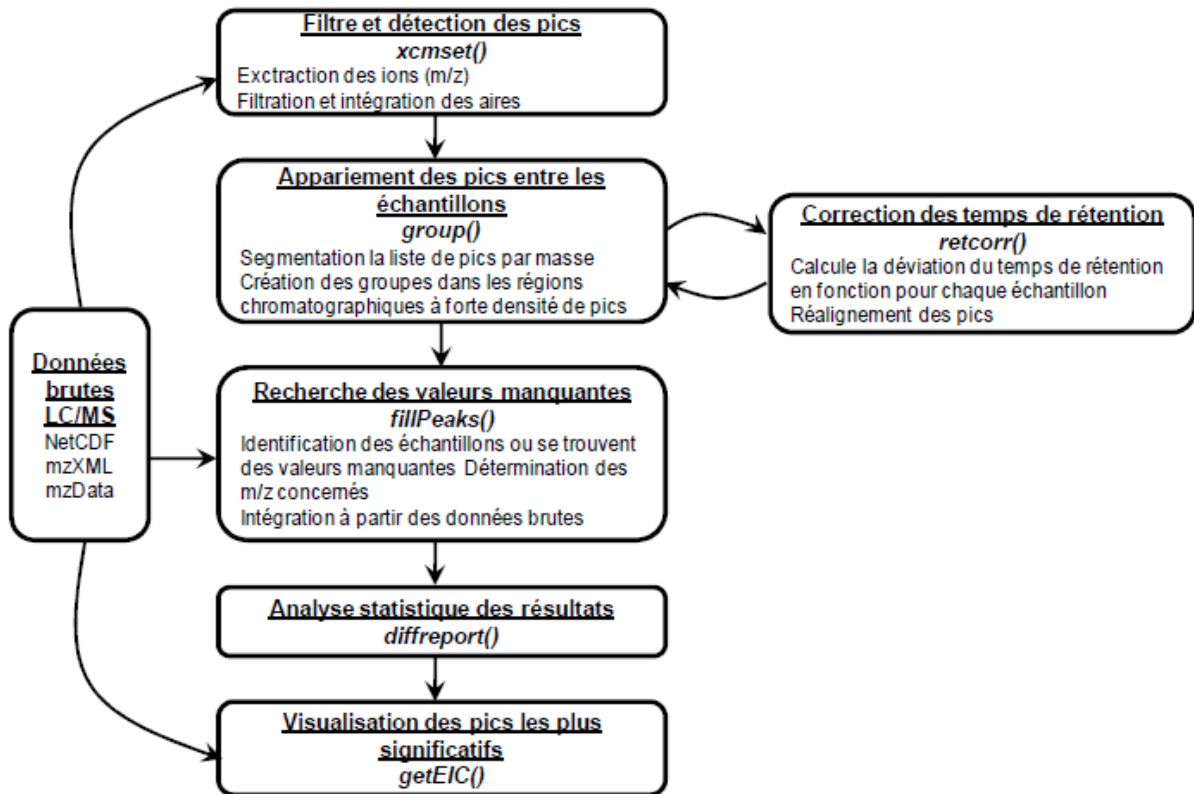 Filtre et détection des pics
xcmset()
Exctraction des ions (m/z)
Filtration et intégration des aires
Appariement des pics entre les
échantillons
group()
Segmentation la liste de pics par masse
Création des groupes dans les régions
chromatographiques à forte densité de pics
Correction des temps de rétention
retcorr()
Calcule la déviation du temps de rétention
en fonction pour chaque échantillon
Réalignement des pics
Données
brutes
LC/MS
NetCDF
mzXML
mzData
Recherche des valeurs manquantes
fillPeaks()
Identification des échantillons ou se trouvent
des valeurs manquantes Détermination des
m/z concernés
Intégration à partir des données brutes
Analyse statistique des résultats
diffreport()
Visualisation des pics les plus
significatifs
getEIC()